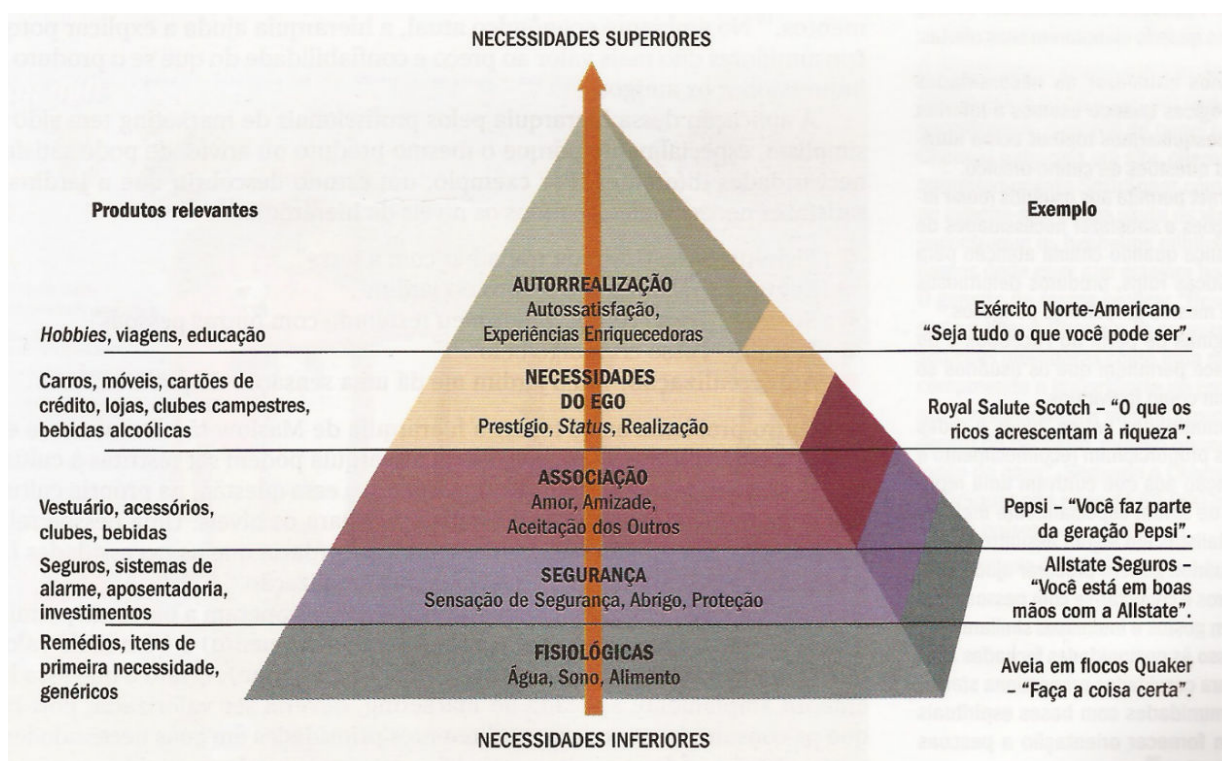 NECESSIDADES SUPERIORES
Produtos relevantes
Exemplo
AUTORREALIZAÇÃO
Autossatisfação,
Experiências Enriquecedoras
Hobbies, viagens, educação
Exército Norte-Americano -
“Seja tudo o que você pode ser”.
Carros, móveis, cartões de
crédito, lojas, clubes campestres,
bebidas alcoólicas
NECESSIDADES
DO EGO
Prestígio, Status, Realização
Royal Salute Scotch – “O que os
ricos acrescentam à riqueza”.
Vestuário, acessórios,
clubes, bebidas
ASSOCIAÇÃO
Amor, Amizade,
Aceitação dos Outros
Pepsi – “Você faz parte
da geração Pepsi”.
Seguros, sistemas de
alarme, aposentadoria,
investimentos
SEGURANÇA
Sensação de Segurança, Abrigo, Proteção
Allstate Seguros –
“Você está em boas
mãos com a Allstate”.
Remédios, itens de
primeira necessidade,
genéricos
FISIOLÓGICAS
Água, Sono, Alimento
Aveia em flocos Quaker
– “Faça a coisa certa”.
NECESSIDADES INFERIORES